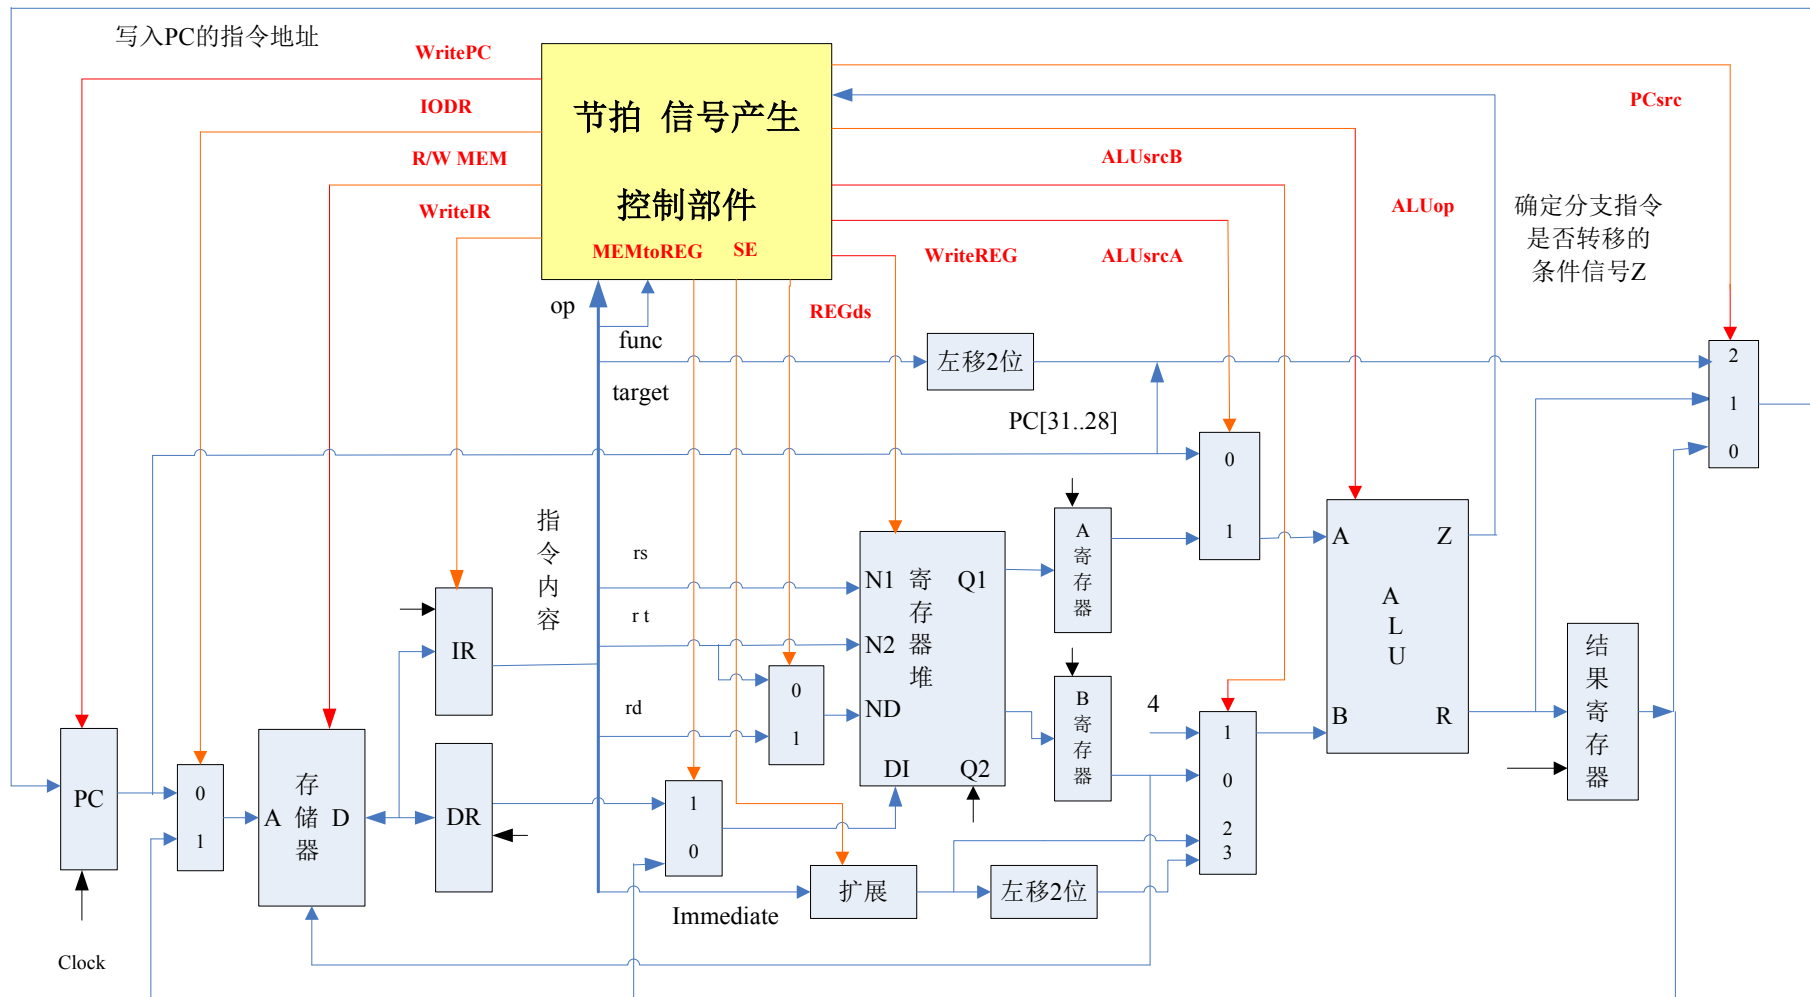 写入PC的指令地址
WritePC
IODR
R/W MEM
WriteIR
节拍 信号产生
控制部件
MEMtoREG
SE
PCsrc
ALUsrcB
ALUop
WriteREG
ALUsrcA
REGds
确定分支指令
是否转移的
条件信号Z
op
func
target
左移2位
PC[31..28]
2
1
0
0
1
指
令
内
容
rs
r t
rd
IR
N1
N2
ND
DI
Q1
Q2
寄
存
器
堆
A
寄
存
器
B
寄
存
器
A
B
Z
R
A
L
U
结
果
寄
存
器
0
1
4
1
0
2
3
PC
0
1
A
存
储
器
D
DR
1
0
扩展
左移2位
Immediate
Clock